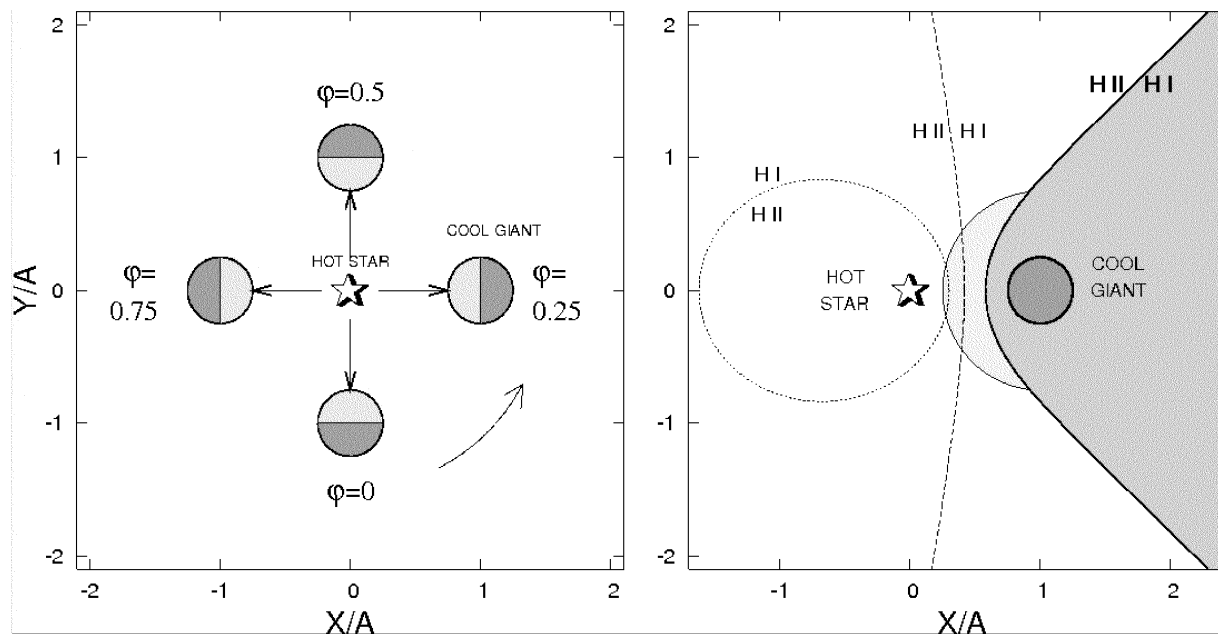 2
1
0
-1
-2
Y/A
φ=0.5
COOL GIANT
HOT STAR
φ=
0.75
φ=
0.25
φ=0
-2
-1
0
1
2
X/A
2
1
0
-1
-2
H II H I
H II H I
H I
H II
HOT
STAR
COOL
GIANT
-1
0
1
2
X/A